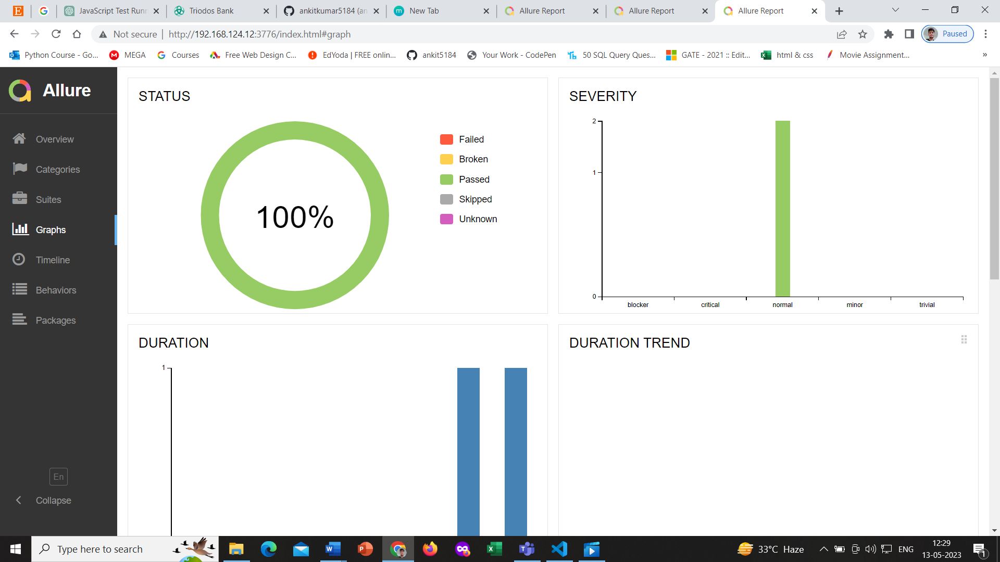 JavaScript Test Runn
Triodos Bank
ankitkumar5184 (an
New Tab
Allure Report
Allure Report
Allure Report
Not secure
http://192.168.124.12:3776/index.html#graph
Paused
Python Course - Go...
MEGA
Courses
Free Web Design C...
EdYoda | FREE onlin...
ankit5184
Your Work - CodePen
50 SQL Query Ques...
GATE - 2021 :: Edit...
html & css
Movie Assignment...
»
Allure
Overview
Categories
Suites
Graphs
Timeline
Behaviors
Packages
En
Collapse
STATUS
100%
Failed
Broken
Passed
Skipped
Unknown
SEVERITY
2
1
0
blocker critical normal minor trivial
DURATION
1
DURATION TREND
Type here to search
33°C Haze
ENG
12:29
13-05-2023
1